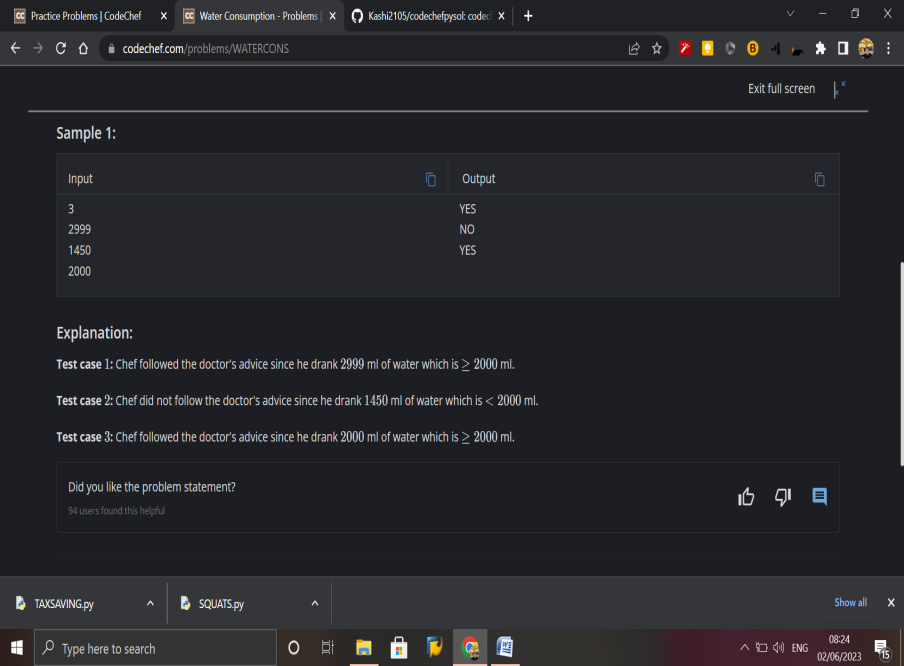 Practice Problems | CodeChef
Water Consumption - Problems |
Kashi2105/codechefpysol: codec
codechef.com/problems/WATERCONS
Exit full screen
Sample 1:
Input
Output
3
YES
2999
NO
1450
YES
2000
Explanation:
Test case 1: Chef followed the doctor's advice since he drank 2999 ml of water which is ≥ 2000 ml.
Test case 2: Chef did not follow the doctor's advice since he drank 1450 ml of water which is < 2000 ml.
Test case 3: Chef followed the doctor's advice since he drank 2000 ml of water which is ≥ 2000 ml.
Did you like the problem statement?
94 users found this helpful
TAXSAVING.py
SQUATS.py
Show all
Type here to search
ENG
08:24
02/06/2023
15